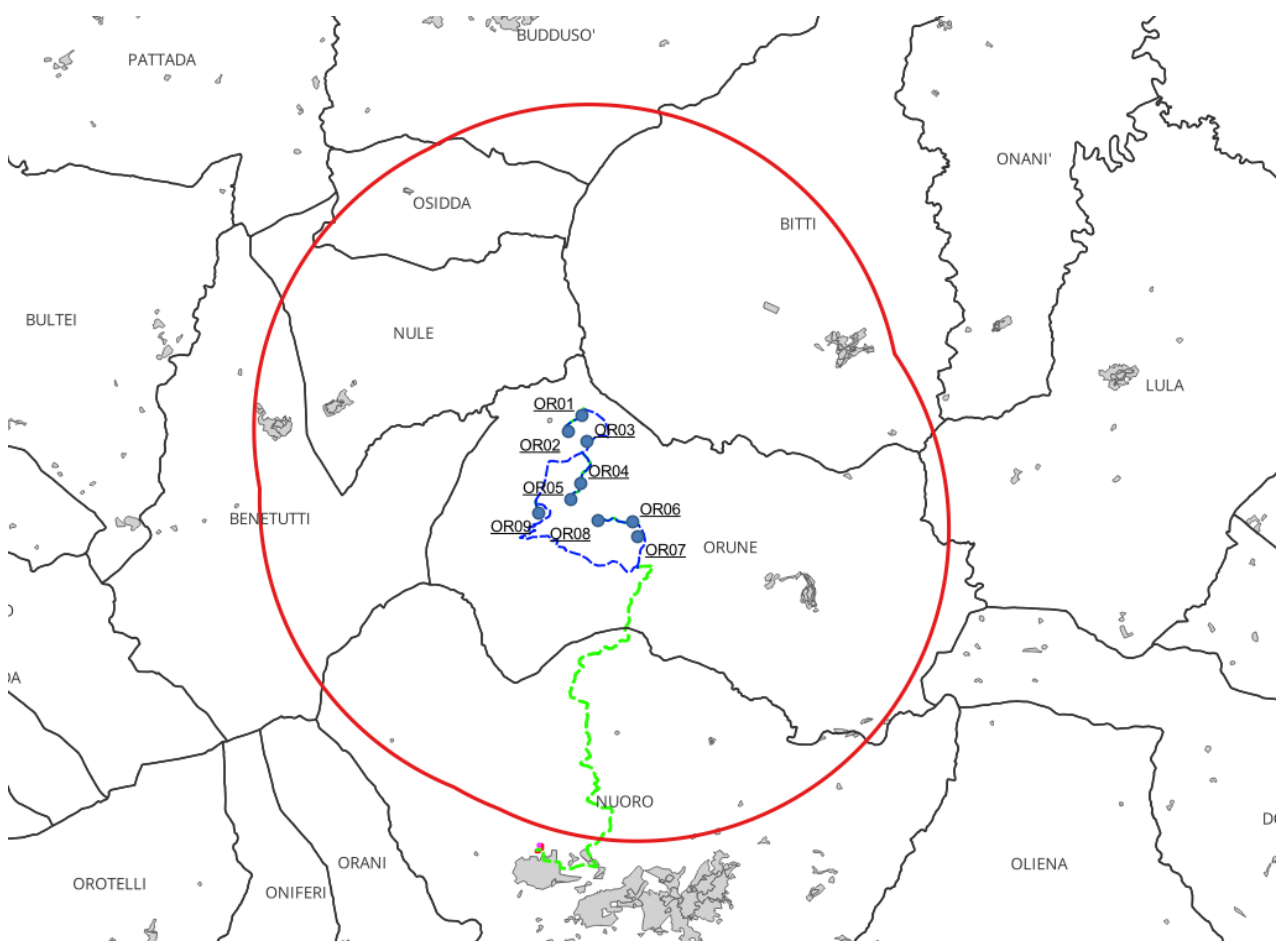 BUDDUSO'
PATTADA
ONANI'
OSIDDA
BITTI
BULTEI
NULE
LULA
OR01
OR03
OR02
OR04
OR05
OR06
BENETUTTI
OR09
OR08
OR07
ORUNE
NUORO
ORANI
OLIENA
OROTELLI
ONIFERI